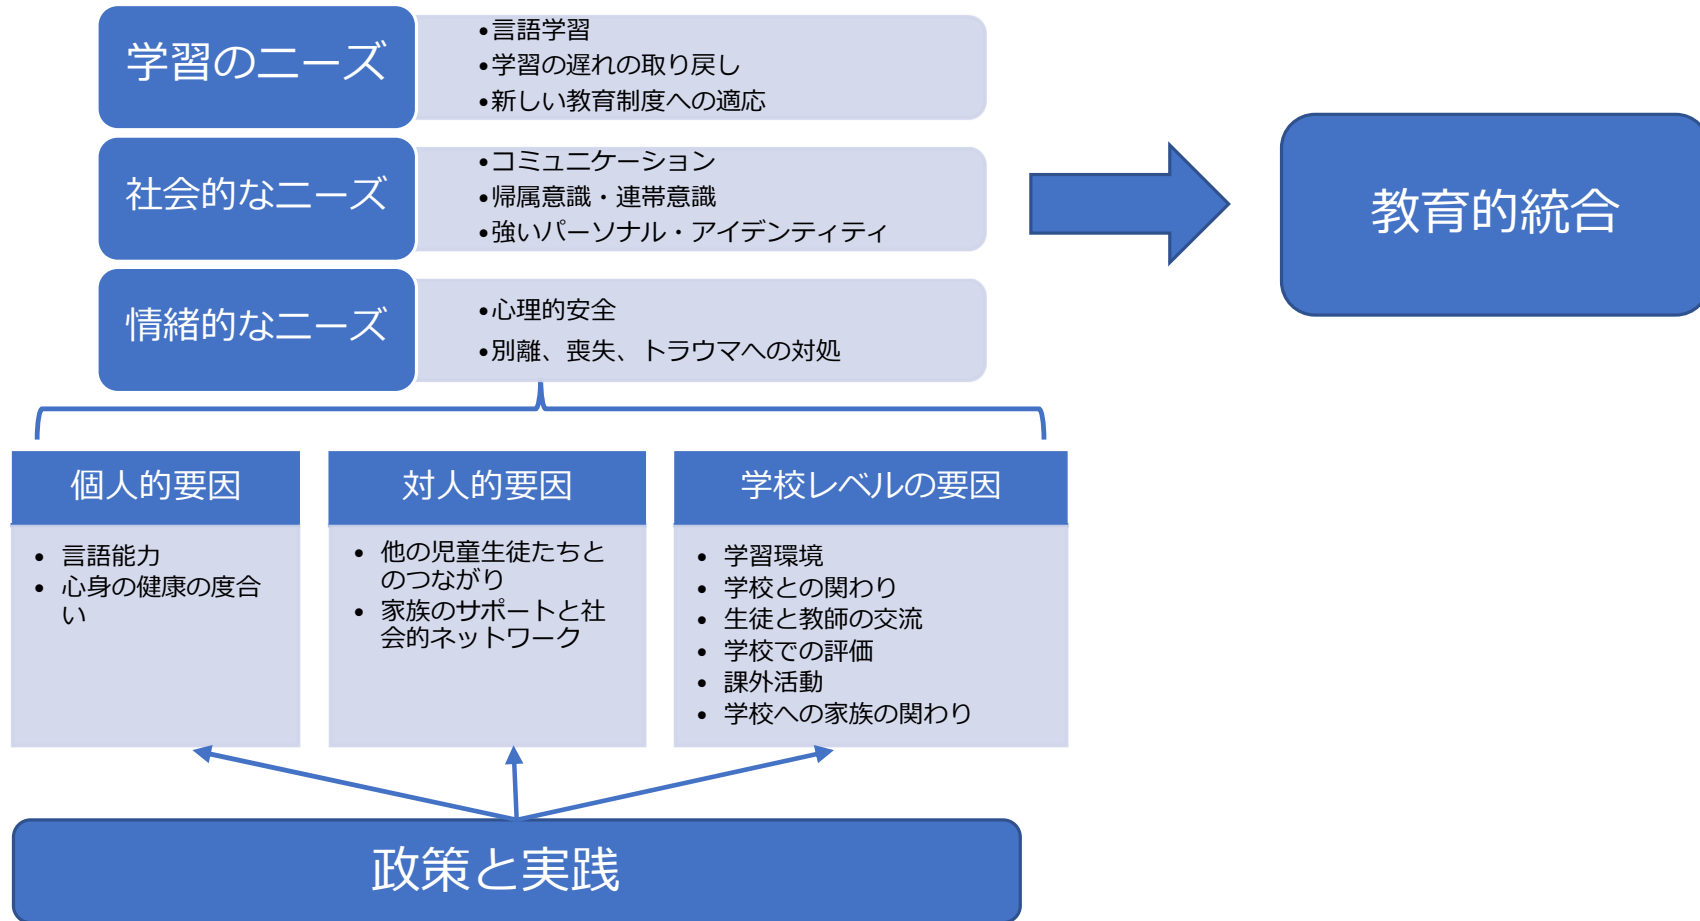 学習のニーズ
•言語学習
•学習の遅れの取り戻し
•新しい教育制度への適応
社会的なニーズ
•コミュニケーション
•帰属意識・連帯意識
•強いパーソナル・アイデンティティ
教育的統合
情緒的なニーズ
•心理的安全
•別離、喪失、トラウマへの対処
個人的要因
• 言語能力
• 心身の健康の度合
い
対人的要因
• 他の児童生徒たちと
のつながり
• 家族のサポートと社
会的ネットワーク
学校レベルの要因
• 学習環境
• 学校との関わり
• 生徒と教師の交流
• 学校での評価
• 課外活動
• 学校への家族の関わり
政策と実践